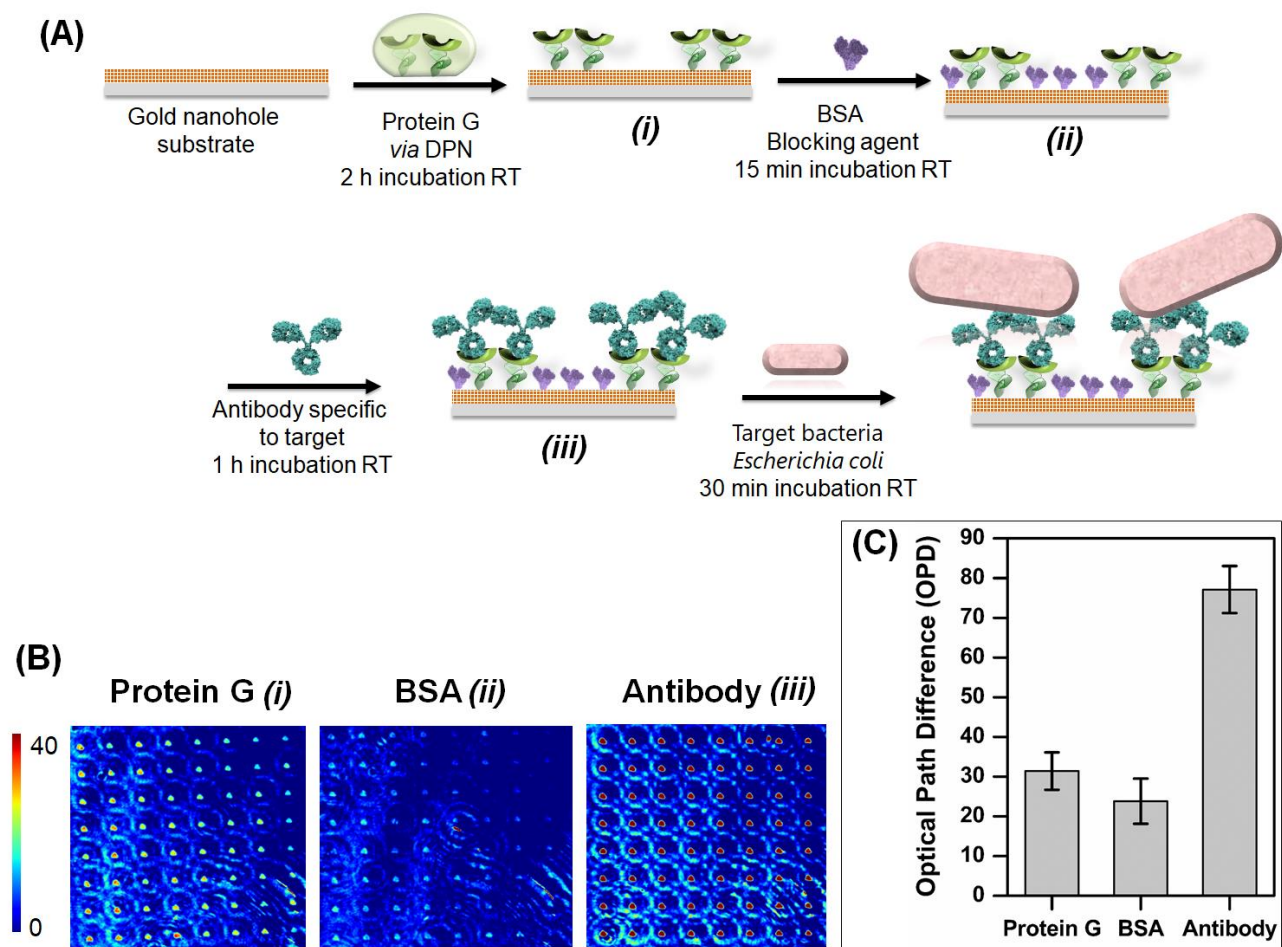 (A)
Gold nanohole
substrate
Protein G
via DPN
2 h incubation RT
(i)
BSA
Blocking agent
15 min incubation RT
(ii)
Antibody specific
to target
1 h incubation RT
(iii)
Target bacteria
Escherichia coli
30 min incubation RT
(B)
Protein G (i)
BSA (ii)
Antibody (iii)
40
0
(C)
Optical Path Difference (OPD)
90
80
70
60
50
40
30
20
10
0
Protein G BSA Antibody